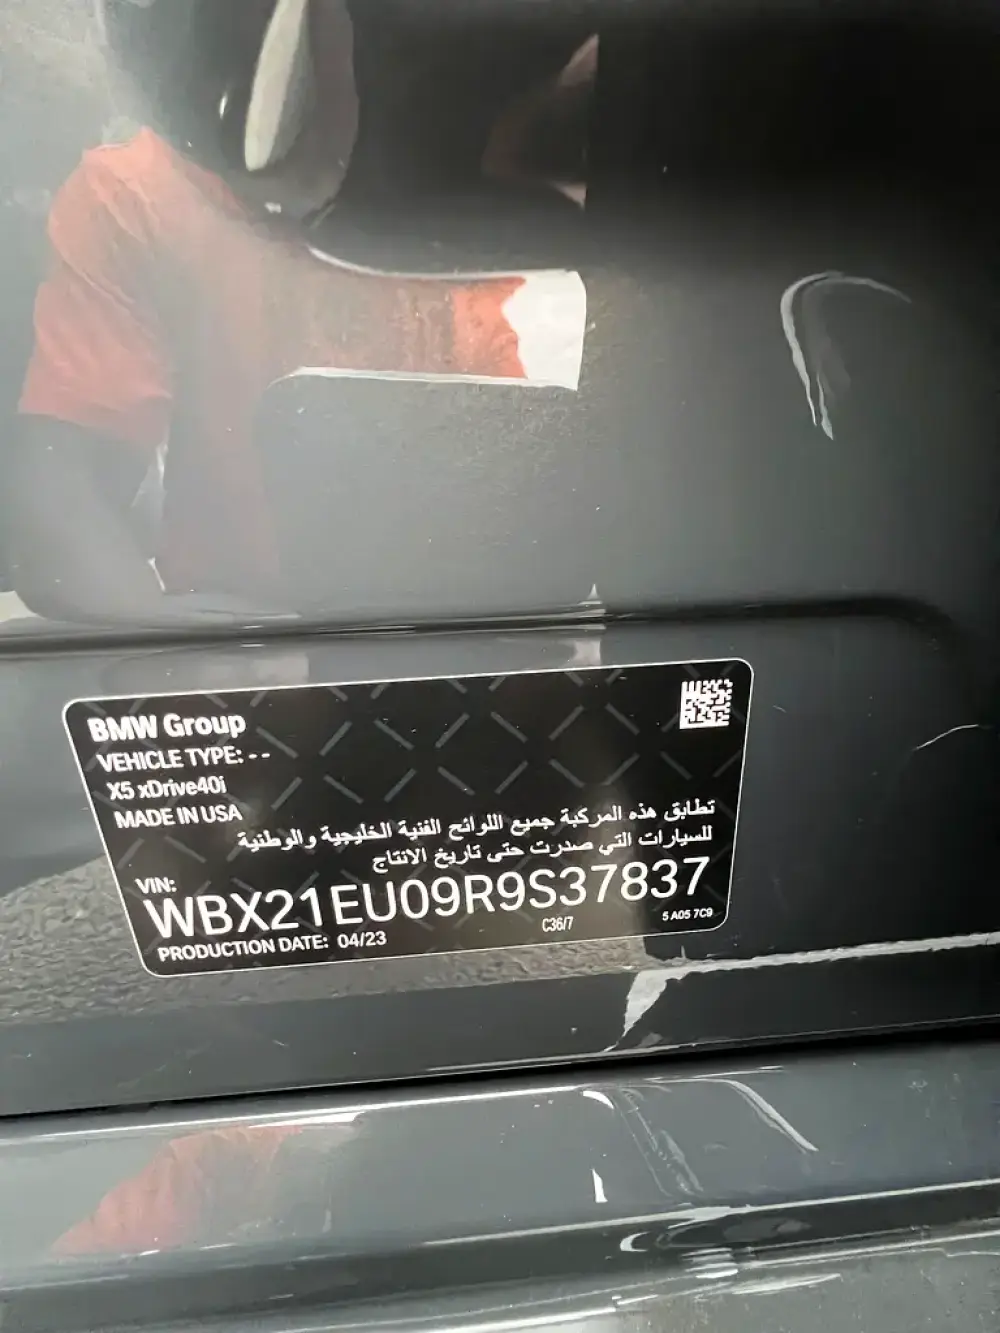 BMW Group
VEHICLE TYPE: - -
X5 xDrive40i
MADE IN USA
تطابق هذه المركبة جميع اللوائح الفنية الخليجية والوطنية
للسيارات التي صدرت حتى تاريخ الانتاج
VIN:
WBX21EU09R9S37837
PRODUCTION DATE: 04/23
C36/7
5 A05 7C9